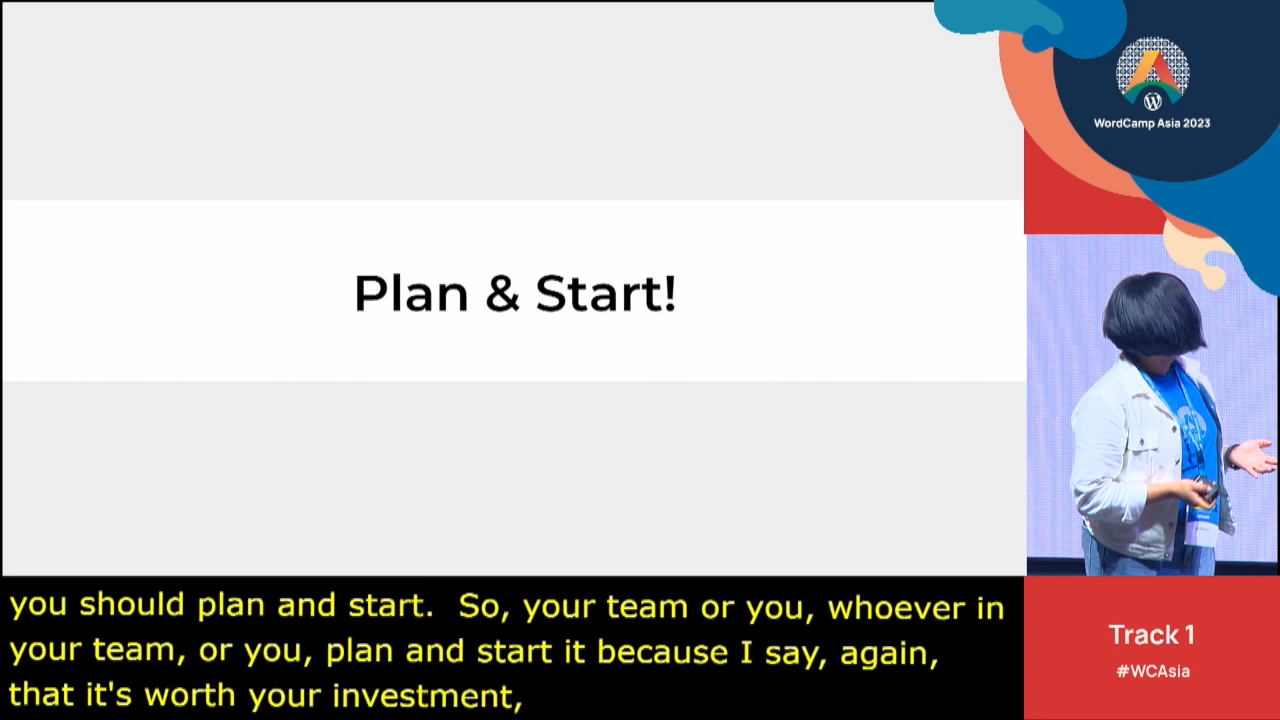 WordCamp Asia 2023
Plan & Start!
you should plan and start. So, your team or you, whoever in
your team, or you, plan and start it because I say, again,
that it's worth your investment,
Track 1
#WCAsia